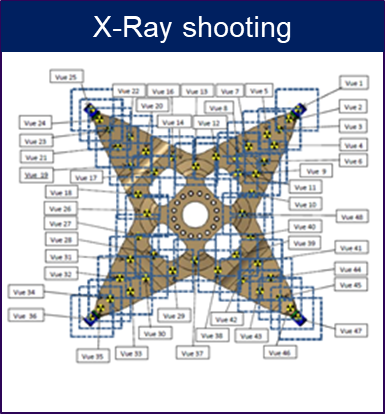 X-Ray shooting
Vue 25
Vue 22
Vue 16
Vue 13
Vue 7
Vue 5
Vue 1
Vue 20
Vue 8
Vue 2
Vue 24
Vue 14
Vue 12
Vue 3
Vue 23
Vue 4
Vue 21
Vue 6
Vue 19
Vue 17
Vue 9
Vue 18
Vue 11
Vue 26
Vue 10
Vue 48
Vue 27
Vue 40
Vue 28
Vue 39
Vue 41
Vue 31
Vue 32
Vue 44
Vue 34
Vue 45
Vue 36
Vue 29
Vue 42
Vue 30
Vue 38
Vue 43
Vue 47
Vue 35
Vue 33
Vue 37
Vue 46